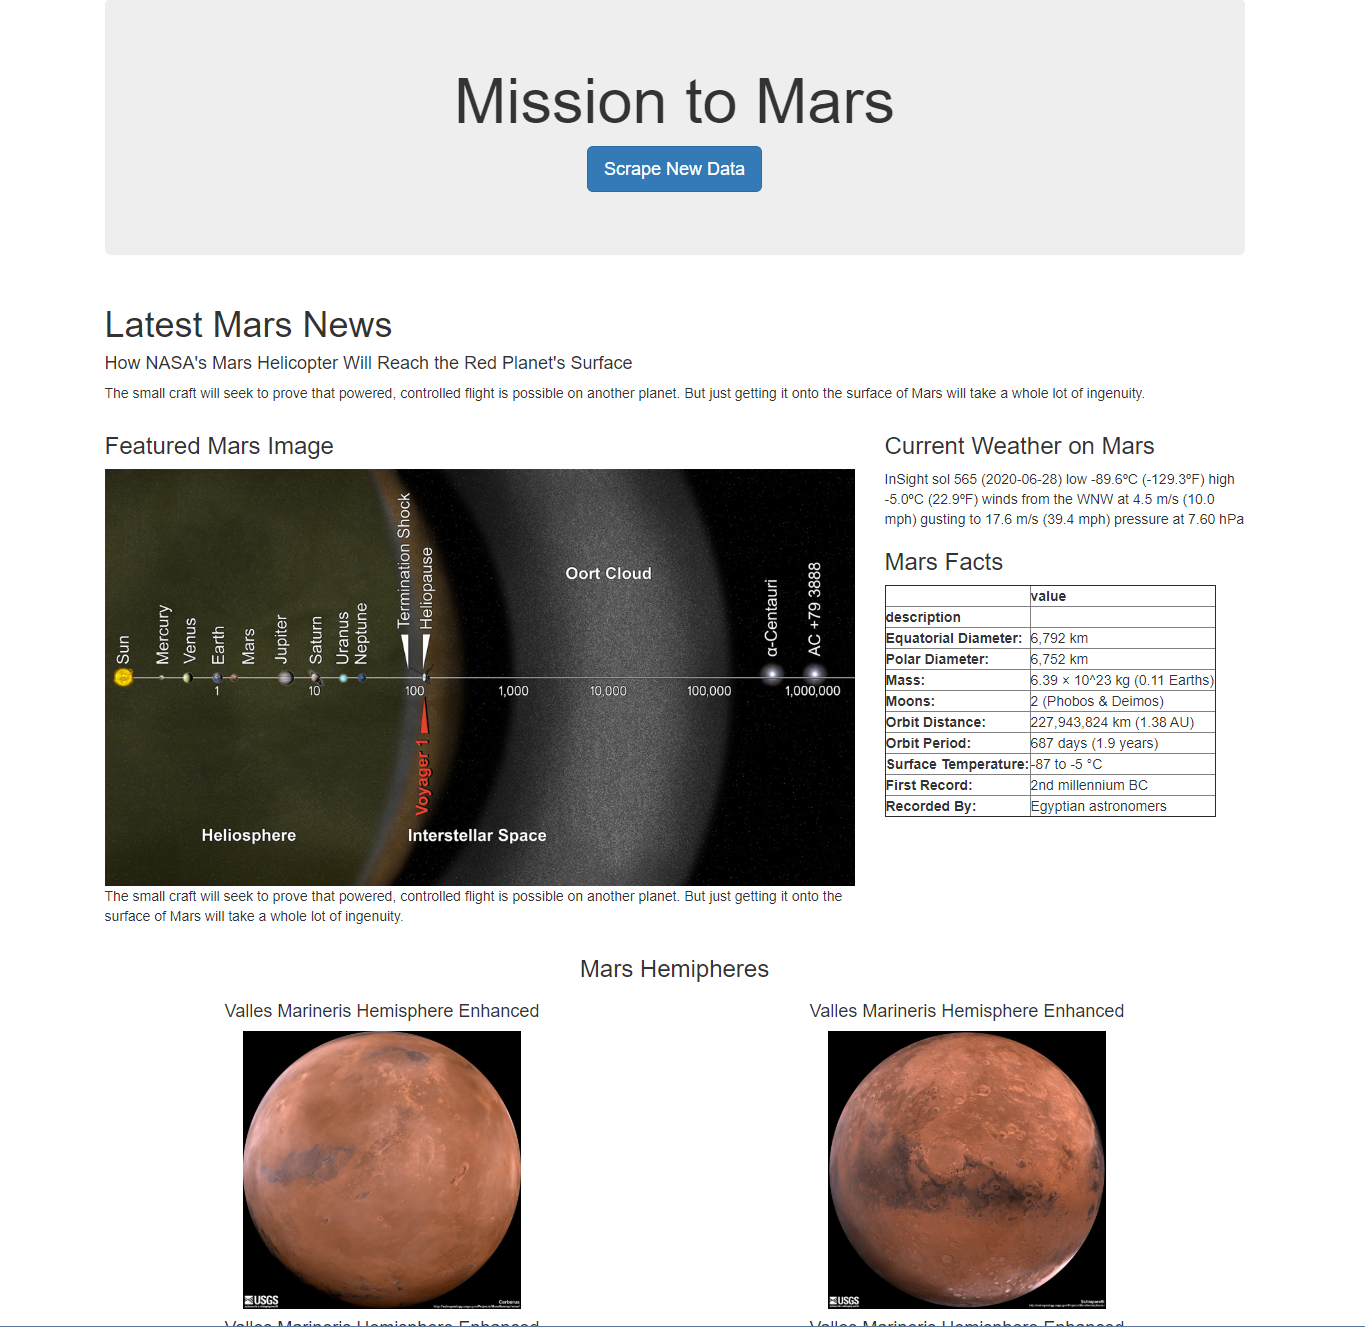 Mission to Mars
Scrape New Data
Latest Mars News
How NASA's Mars Helicopter Will Reach the Red Planet's Surface
The small craft will seek to prove that powered, controlled flight is possible on another planet. But just getting it onto the surface of Mars will take a whole lot of ingenuity.
Featured Mars Image
Sun
Mercury
Venus
Earth
Mars
Jupiter
Saturn
Uranus
Neptune
Termination Shock
Heliopause
Oort Cloud
α-Centauri
AC +79 3888
1
10
100
1,000
10,000
100,000
1,000,000
Voyager 1
Heliosphere
Interstellar Space
The small craft will seek to prove that powered, controlled flight is possible on another planet. But just getting it onto the
surface of Mars will take a whole lot of ingenuity.
Current Weather on Mars
InSight sol 565 (2020-06-28) low -89.6ºC (-129.3ºF) high
-5.0ºC (22.9ºF) winds from the WNW at 4.5 m/s (10.0
mph) gusting to 17.6 m/s (39.4 mph) pressure at 7.60 hPa
Mars Facts
value
description
Equatorial Diameter: 6,792 km
Polar Diameter: 6,752 km
Mass: 6.39 × 10^23 kg (0.11 Earths)
Moons: 2 (Phobos & Deimos)
Orbit Distance: 227,943,824 km (1.38 AU)
Orbit Period: 687 days (1.9 years)
Surface Temperature: -87 to -5 °C
First Record: 2nd millennium BC
Recorded By: Egyptian astronomers
Mars Hemipheres
Valles Marineris Hemisphere Enhanced
Valles Marineris Hemisphere Enhanced
USGS
Cerberus
USGS
Schiaparelli
Valles Marineris Hemisphere Enhanced
Valles Marineris Hemisphere Enhanced